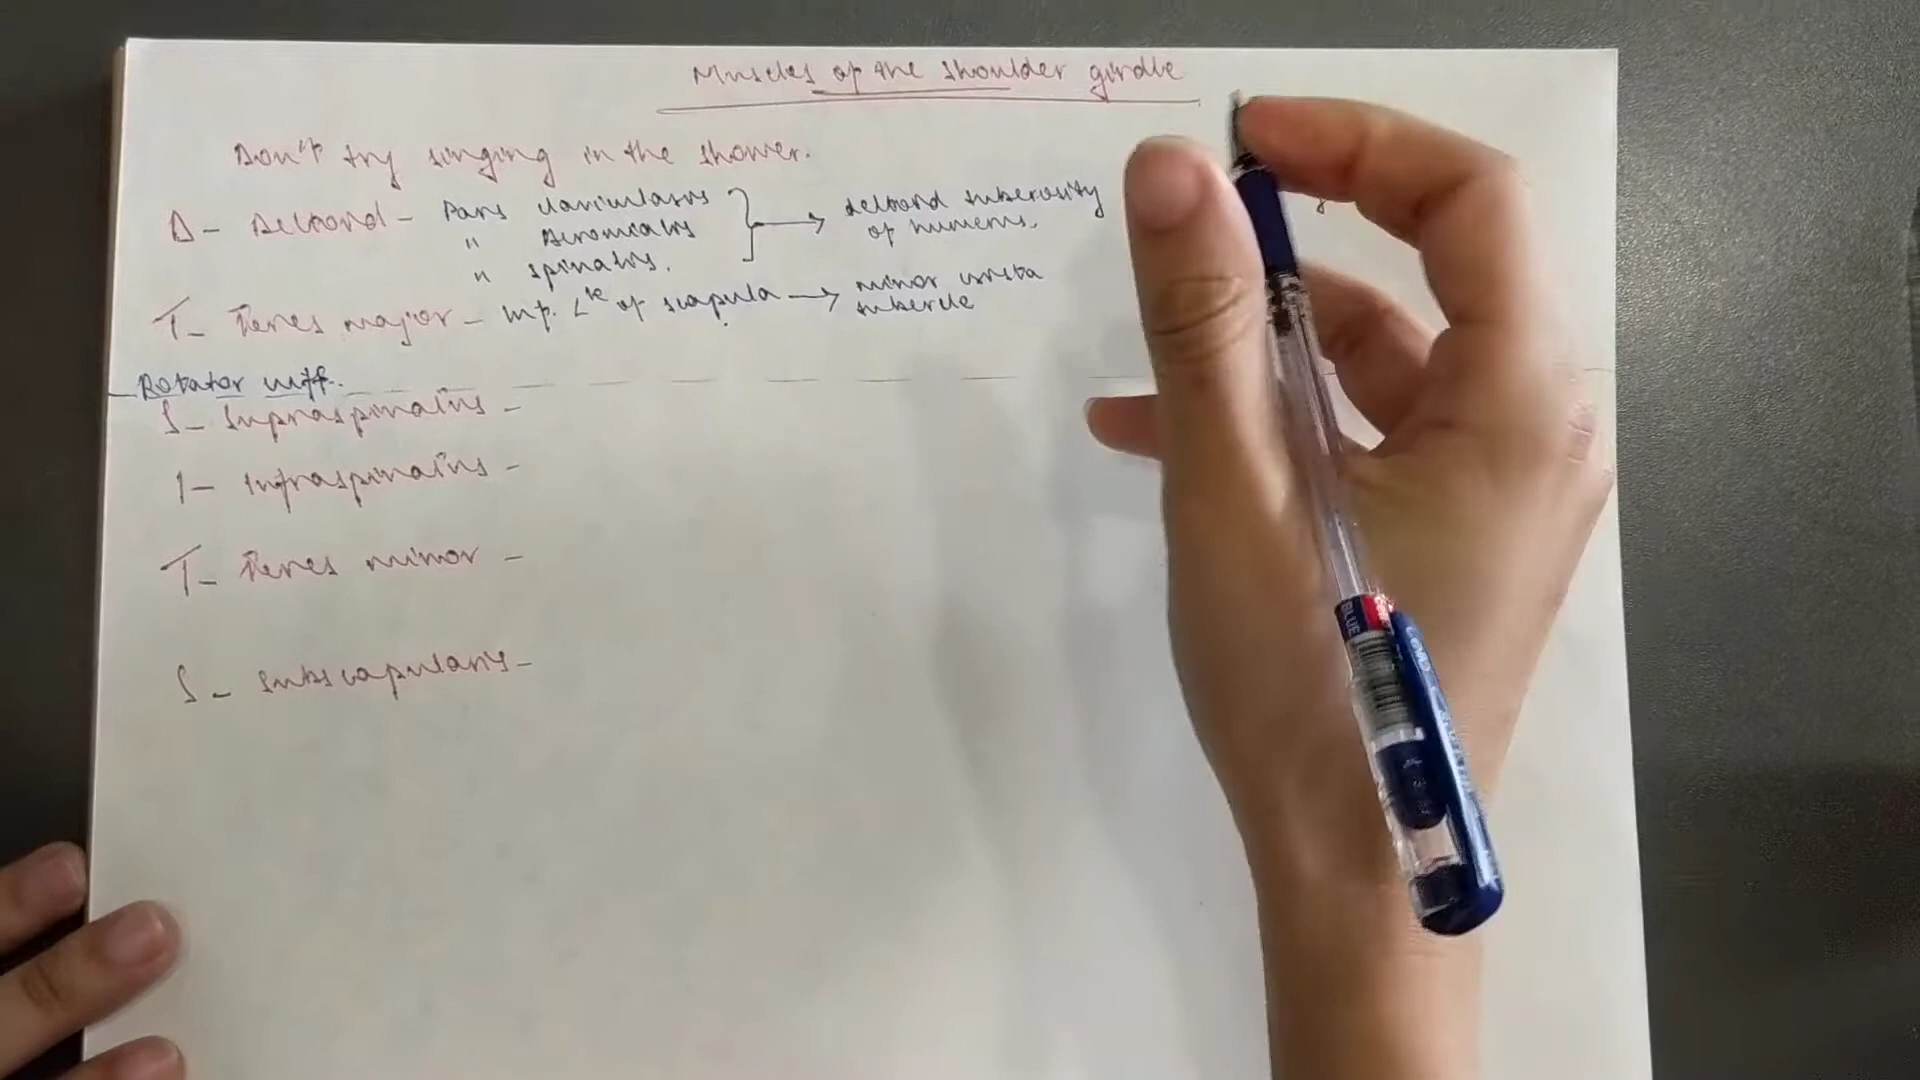 Muscles of the shoulder girdle
Don't try singing in the shower.
D - Deltoid - Pars clavicularis
" Acromialis
" spinalis.
→ deltoid tuberosity
of humerus.
T - Teres major - inf. L of scapula → minor crista
tubercle
Rotator cuff.
S - Supraspinatus -
I - Infraspinatus -
T - Teres minor -
S - Subscapularis -
BLUE